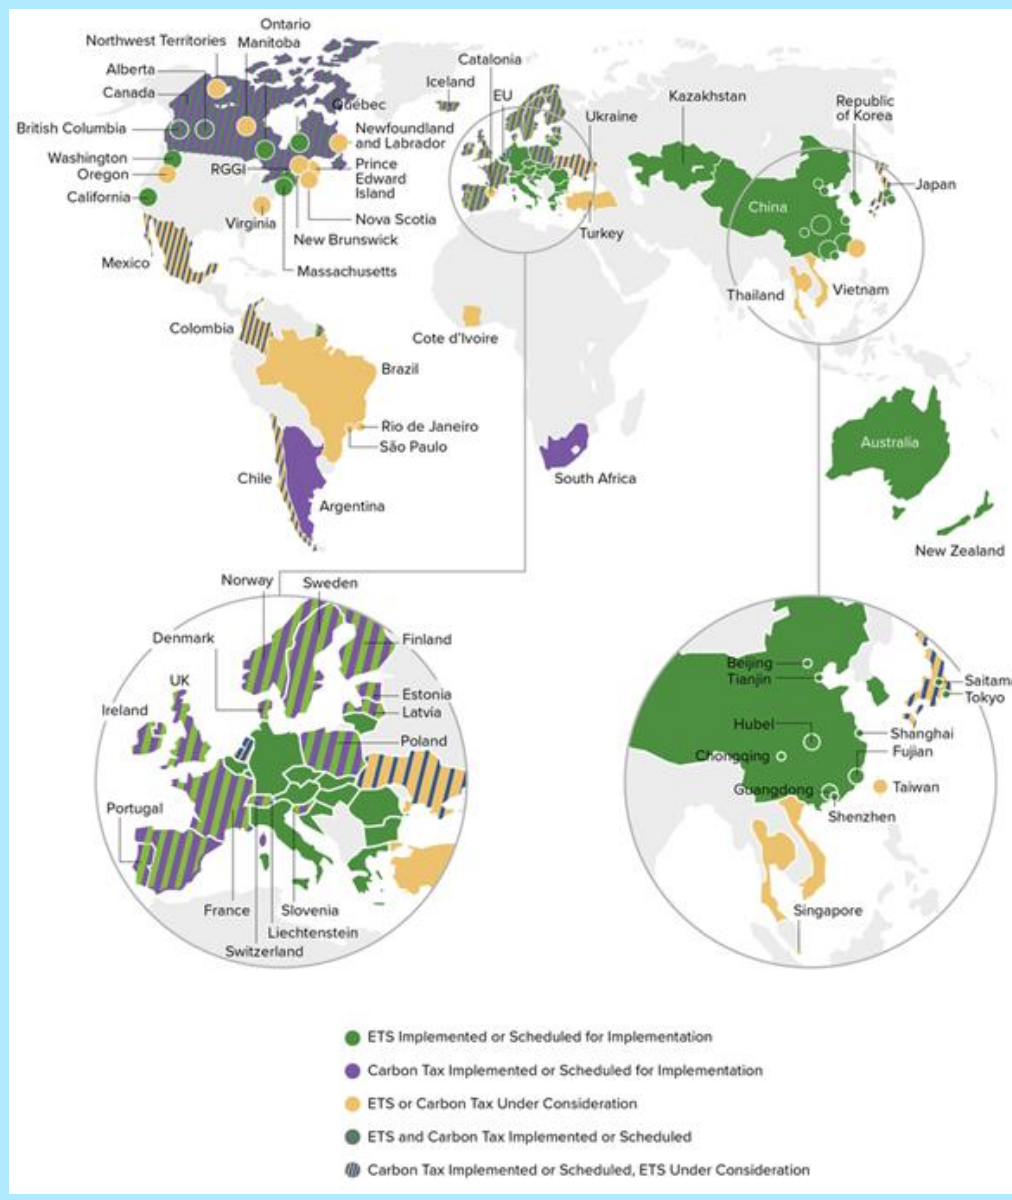 Ontario
Northwest Territories
Manitoba
Alberta
Canada
Québec
British Columbia
Newfoundland
and Labrador
Washington
RGGI
Prince
Edward
Island
Oregon
California
Virginia
Nova Scotia
New Brunswick
Mexico
Massachusetts
Catalonia
Iceland
EU
Ukraine
Turkey
Kazakhstan
Republic
of Korea
Japan
China
Thailand
Vietnam
Colombia
Cote d'Ivoire
Brazil
Rio de Janeiro
São Paulo
Chile
Argentina
South Africa
Australia
New Zealand
Norway
Sweden
Denmark
Finland
UK
Estonia
Ireland
Latvia
Poland
Portugal
France
Slovenia
Liechtenstein
Switzerland
Beijing
Tianjin
Saitama
Tokyo
Hubel
Shanghai
Chongqing
Fujian
Guangdong
Taiwan
Shenzhen
Singapore
ETS Implemented or Scheduled for Implementation
Carbon Tax Implemented or Scheduled for Implementation
ETS or Carbon Tax Under Consideration
ETS and Carbon Tax Implemented or Scheduled
Carbon Tax Implemented or Scheduled, ETS Under Consideration